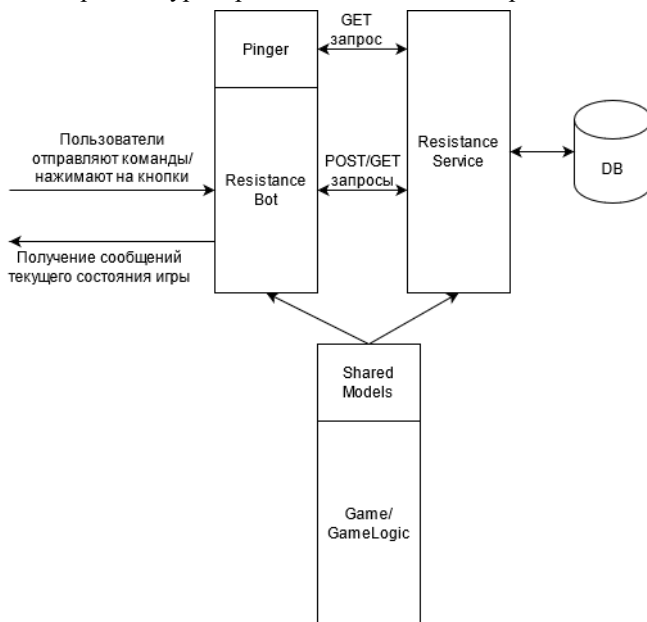 GET
запрос
Pinger
Пользователи
отправляют команды/
нажимают на кнопки
Resistance
Bot
POST/GET
запросы
Resistance
Service
DB
Получение сообщений
текущего состояния игры
Shared
Models
Game/
GameLogic